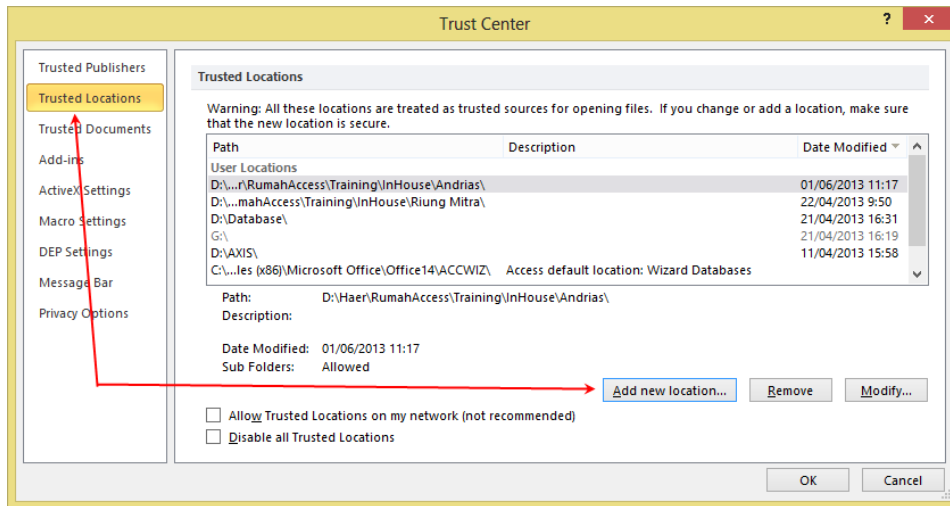 Trust Center
?
Trusted Publishers
Trusted Locations
Trusted Documents
Add-ins
ActiveX Settings
Macro Settings
DEP Settings
Message Bar
Privacy Options
Trusted Locations
Warning: All these locations are treated as trusted sources for opening files. If you change or add a location, make sure
that the new location is secure.
Path Description Date Modified
User Locations
D:\...r\RumahAccess\Training\InHouse\Andrias\ 01/06/2013 11:17
D:\...mahAccess\Training\InHouse\Riung Mitra\ 22/04/2013 9:50
D:\Database\ 21/04/2013 16:31
G:\ 21/04/2013 16:19
D:\AXIS\ 11/04/2013 15:58
C:\...les (x86)\Microsoft Office\Office14\ACCWIZ\ Access default location: Wizard Databases
Path: D:\Haer\RumahAccess\Training\InHouse\Andrias\
Description:
Date Modified: 01/06/2013 11:17
Sub Folders: Allowed
Add new location... Remove Modify...
Allow Trusted Locations on my network (not recommended)
Disable all Trusted Locations
OK Cancel